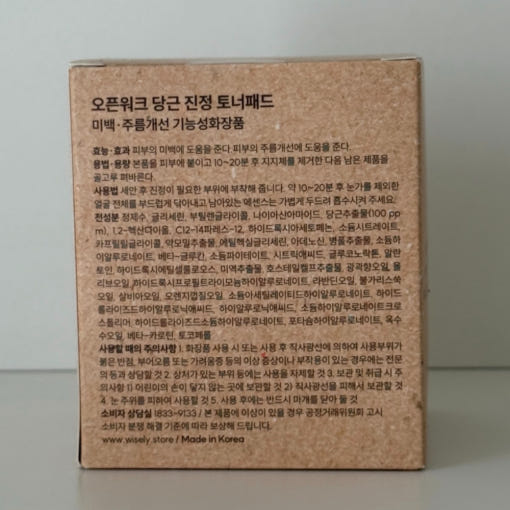 오픈워크 당근 진정 토너패드
미백·주름개선 기능성화장품
효능·효과 피부의 미백에 도움을 준다. 피부의 주름개선에 도움을 준다.
용법·용량 본품을 피부에 붙이고 10~20분 후 지지체를 제거한 다음 남은 제품을
골고루 펴바른다.
사용법 세안 후 진정이 필요한 부위에 부착해 줍니다. 약 10~20분 후 눈가를 제외한
얼굴 전체를 부드럽게 닦아내고, 남아있는 에센스는 가볍게 두드려 흡수시켜 주세요.
전성분 정제수, 글리세린, 부틸렌글라이콜, 나이아신아마이드, 당근추출물(100 pp
m), 1,2-헥산다이올, C12-14파레스-12, 하이드록시아세토페논, 소듐시트레이트,
카프릴릴글라이콜, 약모밀추출물, 에틸헥실글리세린, 아데노신, 병풀추출물, 소듐하
이알루로네이트, 베타-글루칸, 소듐파이테이트, 시트릭애씨드, 글루코노락톤, 알란
토인, 하이드록시에틸셀룰로오스, 미역추출물, 호스테일켈프추출물, 광곽향오일, 올
리브오일, 하이드록시프로필트라이모늄하이알루로네이트, 라반딘오일, 불가리스쑥
오일, 살비아오일, 오렌지껍질오일, 소듐아세틸레이티드하이알루로네이트, 하이드
롤라이즈드하이알루로닉애씨드, 하이알루로닉애씨드, 소듐하이알루로네이트크로
스폴리머, 하이드롤라이즈드소듐하이알루로네이트, 포타슘하이알루로네이트, 옥수
수오일, 베타-카로틴, 토코페롤
사용할 때의 주의사항 1. 화장품 사용 시 또는 사용 후 직사광선에 의하여 사용부위가
붉은 반점, 부어오름 또는 가려움증 등의 이상 증상이나 부작용이 있는 경우에는 전문
의 등과 상담할 것 2. 상처가 있는 부위 등에는 사용을 자제할 것 3. 보관 및 취급 시 주
의사항 1) 어린이의 손이 닿지 않는 곳에 보관할 것 2) 직사광선을 피해서 보관할 것
4. 눈 주위를 피하여 사용할 것 5. 사용 후에는 반드시 마개를 닫아 둘 것
소비자 상담실 1833-9133 / 본 제품에 이상이 있을 경우 공정거래위원회 고시
소비자 분쟁 해결 기준에 따라 보상해 드립니다.
www.wisely.store / Made in Korea